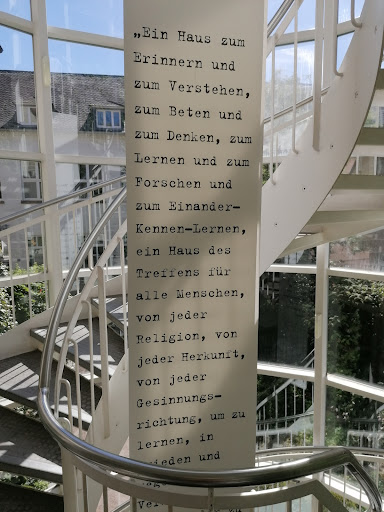 „Ein Haus zum
Erinnern und
zum Verstehen,
zum Beten und
zum Denken, zum
Lernen und zum
Forschen und
zum Einander-
Kennen-Lernen,
ein Haus des
Treffens für
alle Menschen,
von jeder
Religion, von
jeder Herkunft,
von jeder
Gesinnungs-
richtung, um zu
lernen, in
und